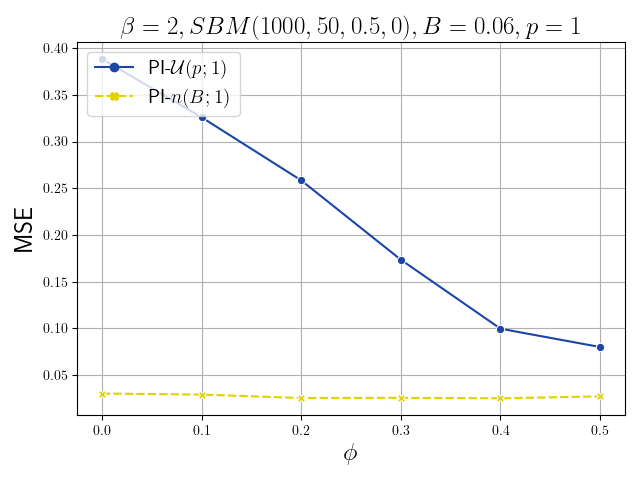 β = 2, SBM(1000, 50, 0.5, 0), B = 0.06, p = 1
PI-𝒰(p; 1)
PI-n(B; 1)
MSE
0.40
0.35
0.30
0.25
0.20
0.15
0.10
0.05
0.0 0.1 0.2 0.3 0.4 0.5
ϕ